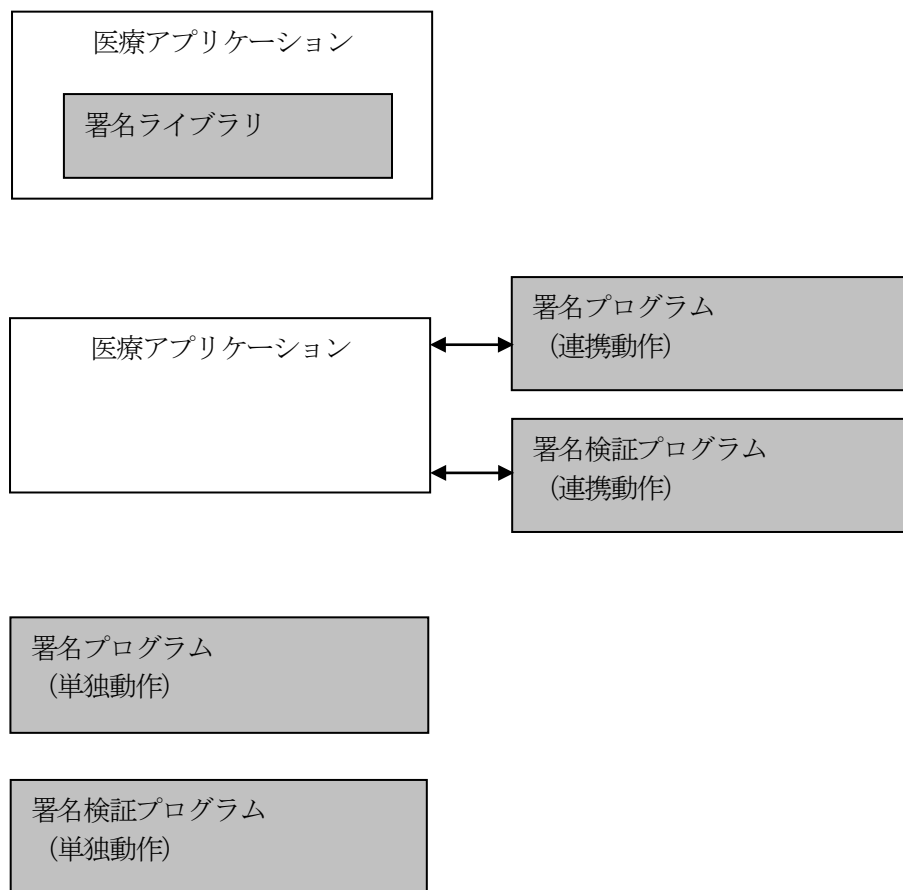 医療アプリケーション
署名ライブラリ
医療アプリケーション
署名プログラム
(連携動作)
署名検証プログラム
(連携動作)
署名プログラム
(単独動作)
署名検証プログラム
(単独動作)